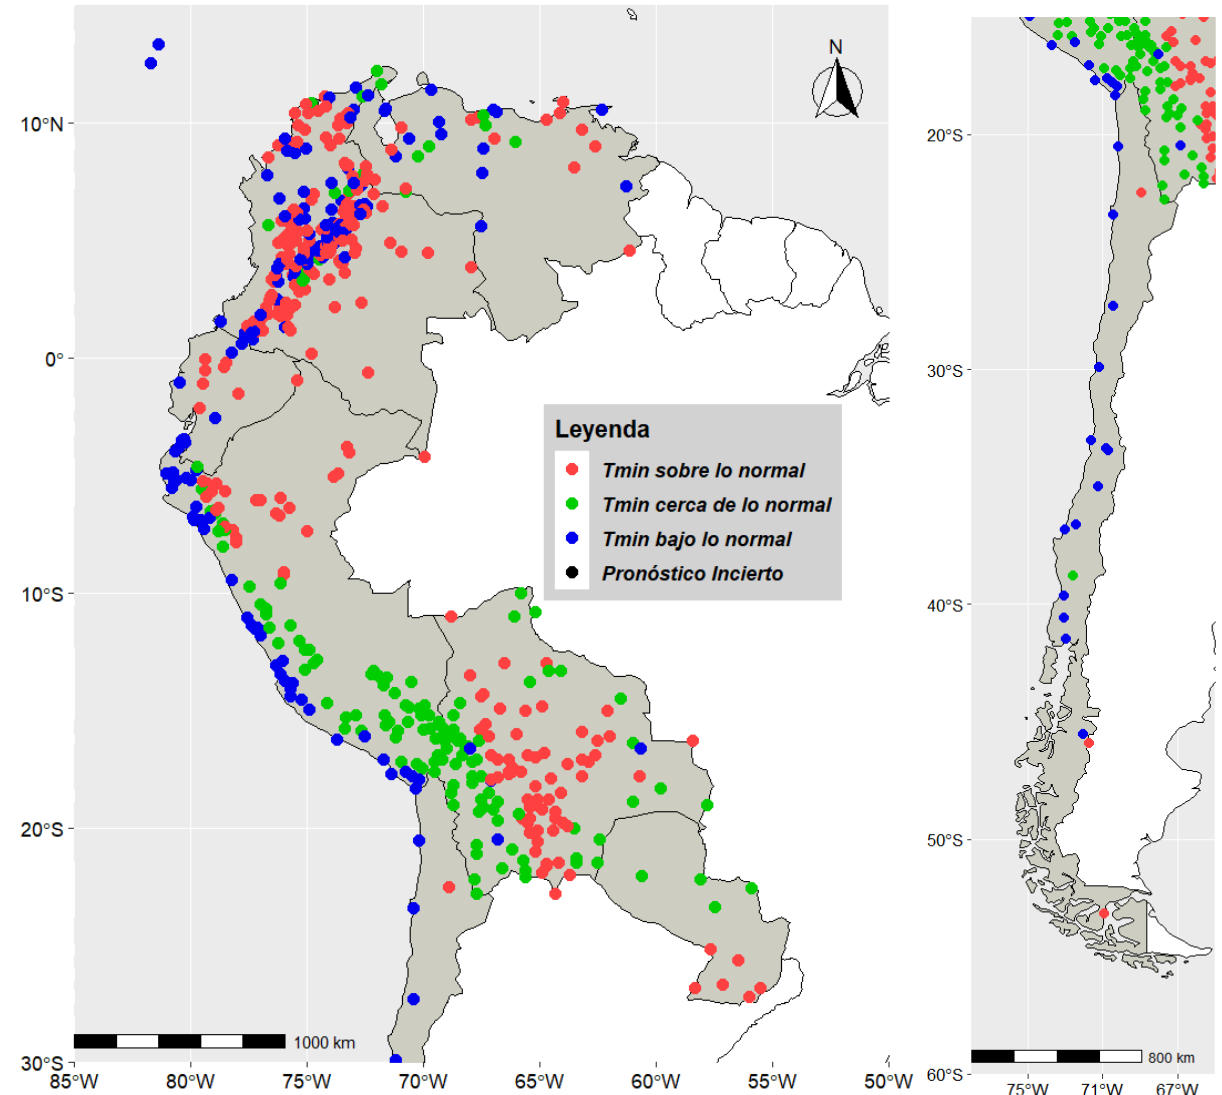 N
10°N
0°
10°S
20°S
30°S
85°W 80°W 75°W 70°W 65°W 60°W 55°W 50°W
1000 km
Leyenda
Tmin sobre lo normal
Tmin cerca de lo normal
Tmin bajo lo normal
Pronóstico Incierto
20°S
30°S
40°S
50°S
60°S
75°W 71°W 67°W
800 km